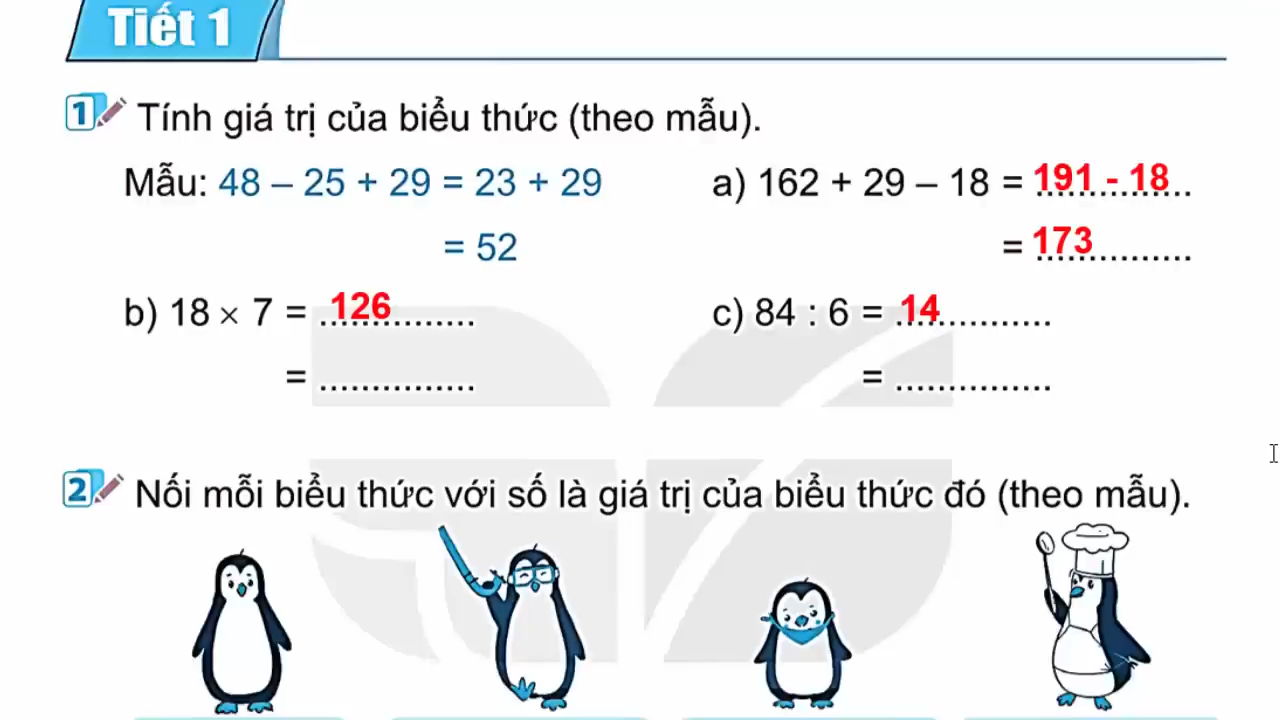 Tiết 1
1 Tính giá trị của biểu thức (theo mẫu).
Mẫu: 48 – 25 + 29 = 23 + 29
= 52
a) 162 + 29 – 18 = 191 - 18
= 173
b) 18 × 7 = 126
= ...............
c) 84 : 6 = 14
= ...............
2 Nối mỗi biểu thức với số là giá trị của biểu thức đó (theo mẫu).